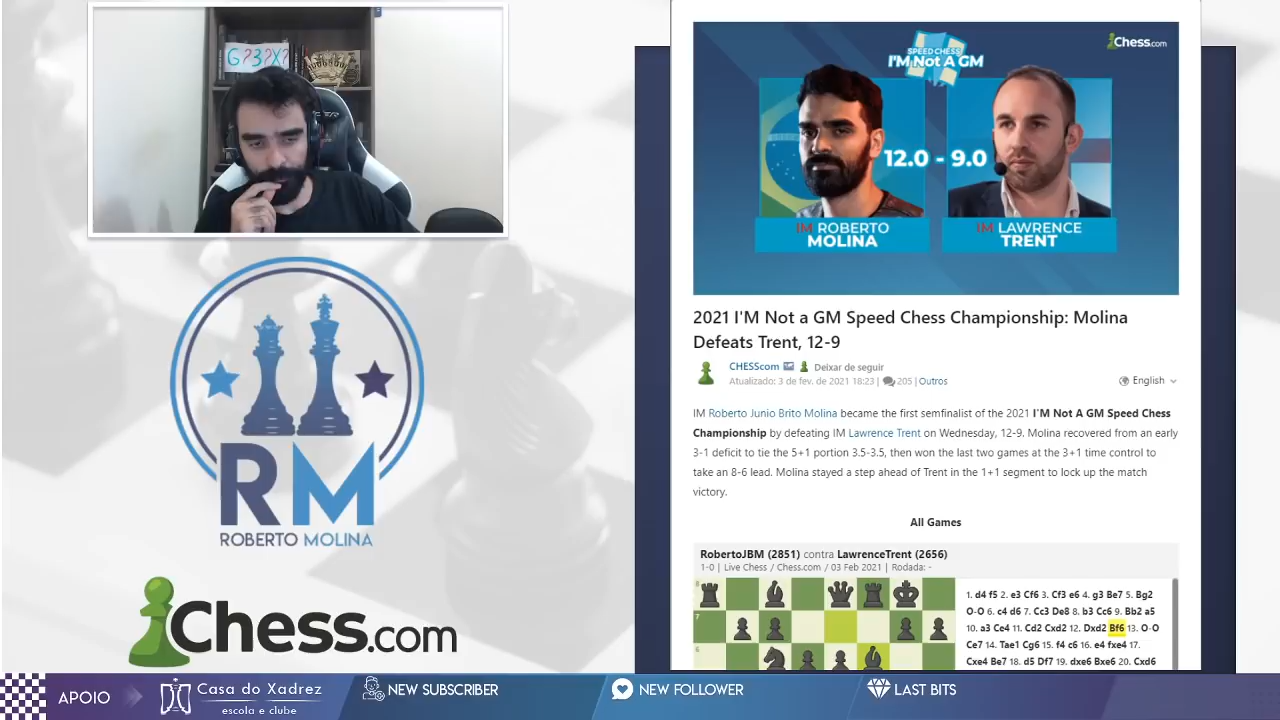 G?3?X?
Chess.com
SPEED CHESS
I'M Not A GM
12.0 - 9.0
IM ROBERTO
MOLINA
IM LAWRENCE
TRENT
2021 I'M Not a GM Speed Chess Championship: Molina
Defeats Trent, 12-9
CHESScom Deixar de seguir
Atualizado: 3 de fev. de 2021 18:23 | 205 | Outros
English
IM Roberto Junio Brito Molina became the first semfinalist of the 2021 I'M Not A GM Speed Chess
Championship by defeating IM Lawrence Trent on Wednesday, 12-9. Molina recovered from an early
3-1 deficit to tie the 5+1 portion 3.5-3.5, then won the last two games at the 3+1 time control to
take an 8-6 lead. Molina stayed a step ahead of Trent in the 1+1 segment to lock up the match
victory.
All Games
RobertoJBM (2851) contra LawrenceTrent (2656)
1-0 | Live Chess / Chess.com / 03 Feb 2021 | Rodada: -
8
7
6
1. d4 f5 2. e3 Cf6 3. Cf3 e6 4. g3 Be7 5. Bg2
O-O 6. c4 d6 7. Cc3 De8 8. b3 Cc6 9. Bb2 a5
10. a3 Ce4 11. Cd2 Cxd2 12. Dxd2 Bf6 13. O-O
Ce7 14. Tae1 Cg6 15. f4 c6 16. e4 fxe4 17.
Cxe4 Be7 18. d5 Df7 19. dxe6 Bxe6 20. Cxd6
RM
ROBERTO MOLINA
Chess.com
APOIO
Casa do Xadrez
escola e clube
NEW SUBSCRIBER
NEW FOLLOWER
LAST BITS